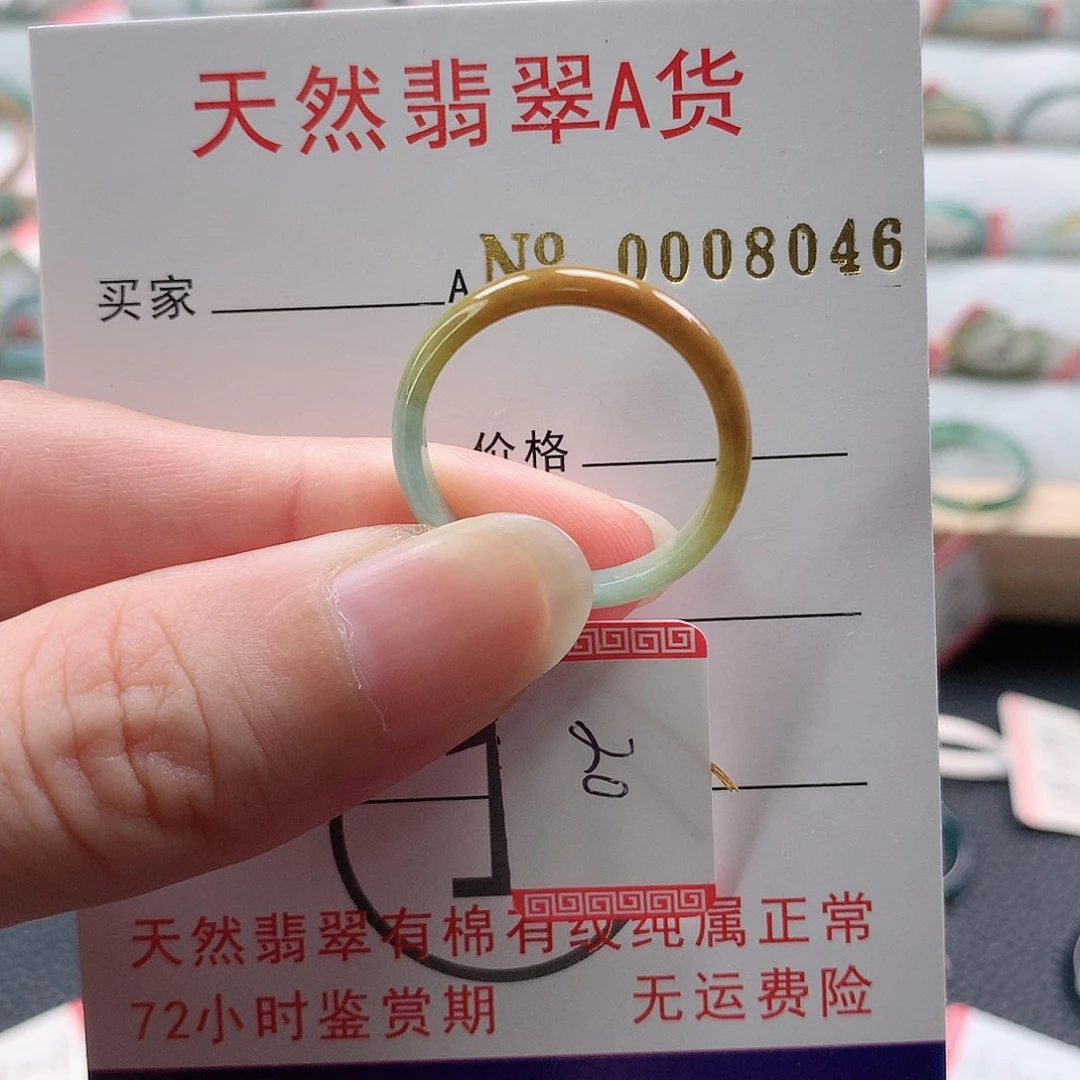 天然翡翠A货
No 0008046
买家 A
价格
20
天然翡翠有棉有纹纯属正常
72小时鉴赏期 无运费险